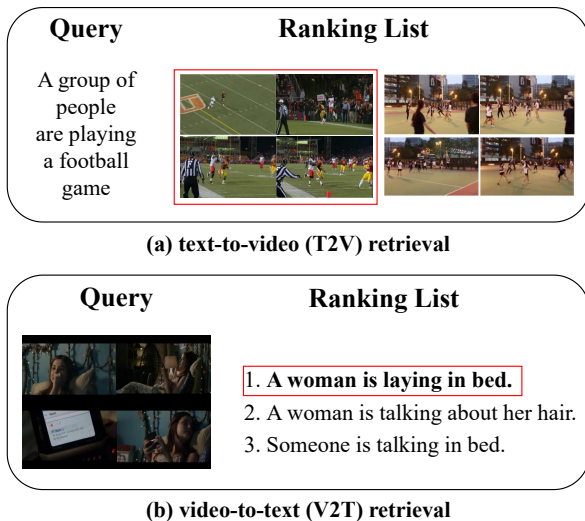 Query
Ranking List
A group of
people
are playing
a football
game
(a) text-to-video (T2V) retrieval
Query
Ranking List
1. A woman is laying in bed.
2. A woman is talking about her hair.
3. Someone is talking in bed.
(b) video-to-text (V2T) retrieval